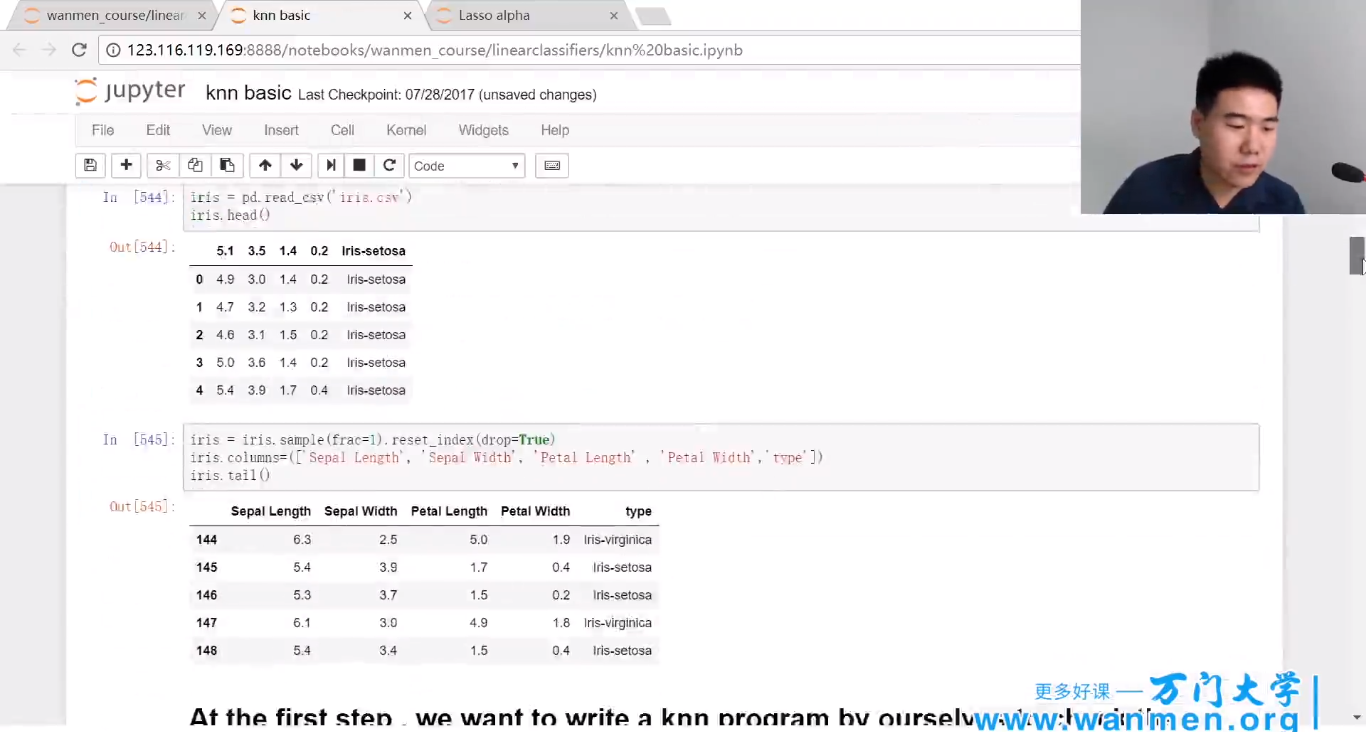 wanmen_course/linear
knn basic
Lasso alpha
123.116.119.169:8888/notebooks/wanmen_course/linearclassifiers/knn%20basic.ipynb
jupyter knn basic Last Checkpoint: 07/28/2017 (unsaved changes)
File Edit View Insert Cell Kernel Widgets Help
Code
In [544]: iris = pd.read_csv('iris.csv')
iris.head()
Out[544]:
5.1 3.5 1.4 0.2 Iris-setosa
0 4.9 3.0 1.4 0.2 Iris-setosa
1 4.7 3.2 1.3 0.2 Iris-setosa
2 4.6 3.1 1.5 0.2 Iris-setosa
3 5.0 3.6 1.4 0.2 Iris-setosa
4 5.4 3.9 1.7 0.4 Iris-setosa
In [545]: iris = iris.sample(frac=1).reset_index(drop=True)
iris.columns=(['Sepal Length', 'Sepal Width', 'Petal Length' , 'Petal Width','type'])
iris.tail()
Out[545]:
Sepal Length Sepal Width Petal Length Petal Width type
144 6.3 2.5 5.0 1.9 Iris-virginica
145 5.4 3.9 1.7 0.4 Iris-setosa
146 5.3 3.7 1.5 0.2 Iris-setosa
147 6.1 3.0 4.9 1.8 Iris-virginica
148 5.4 3.4 1.5 0.4 Iris-setosa
At the first step , we want to write a knn program by ourselves
更多好课 — 万门大学
www.wanmen.org